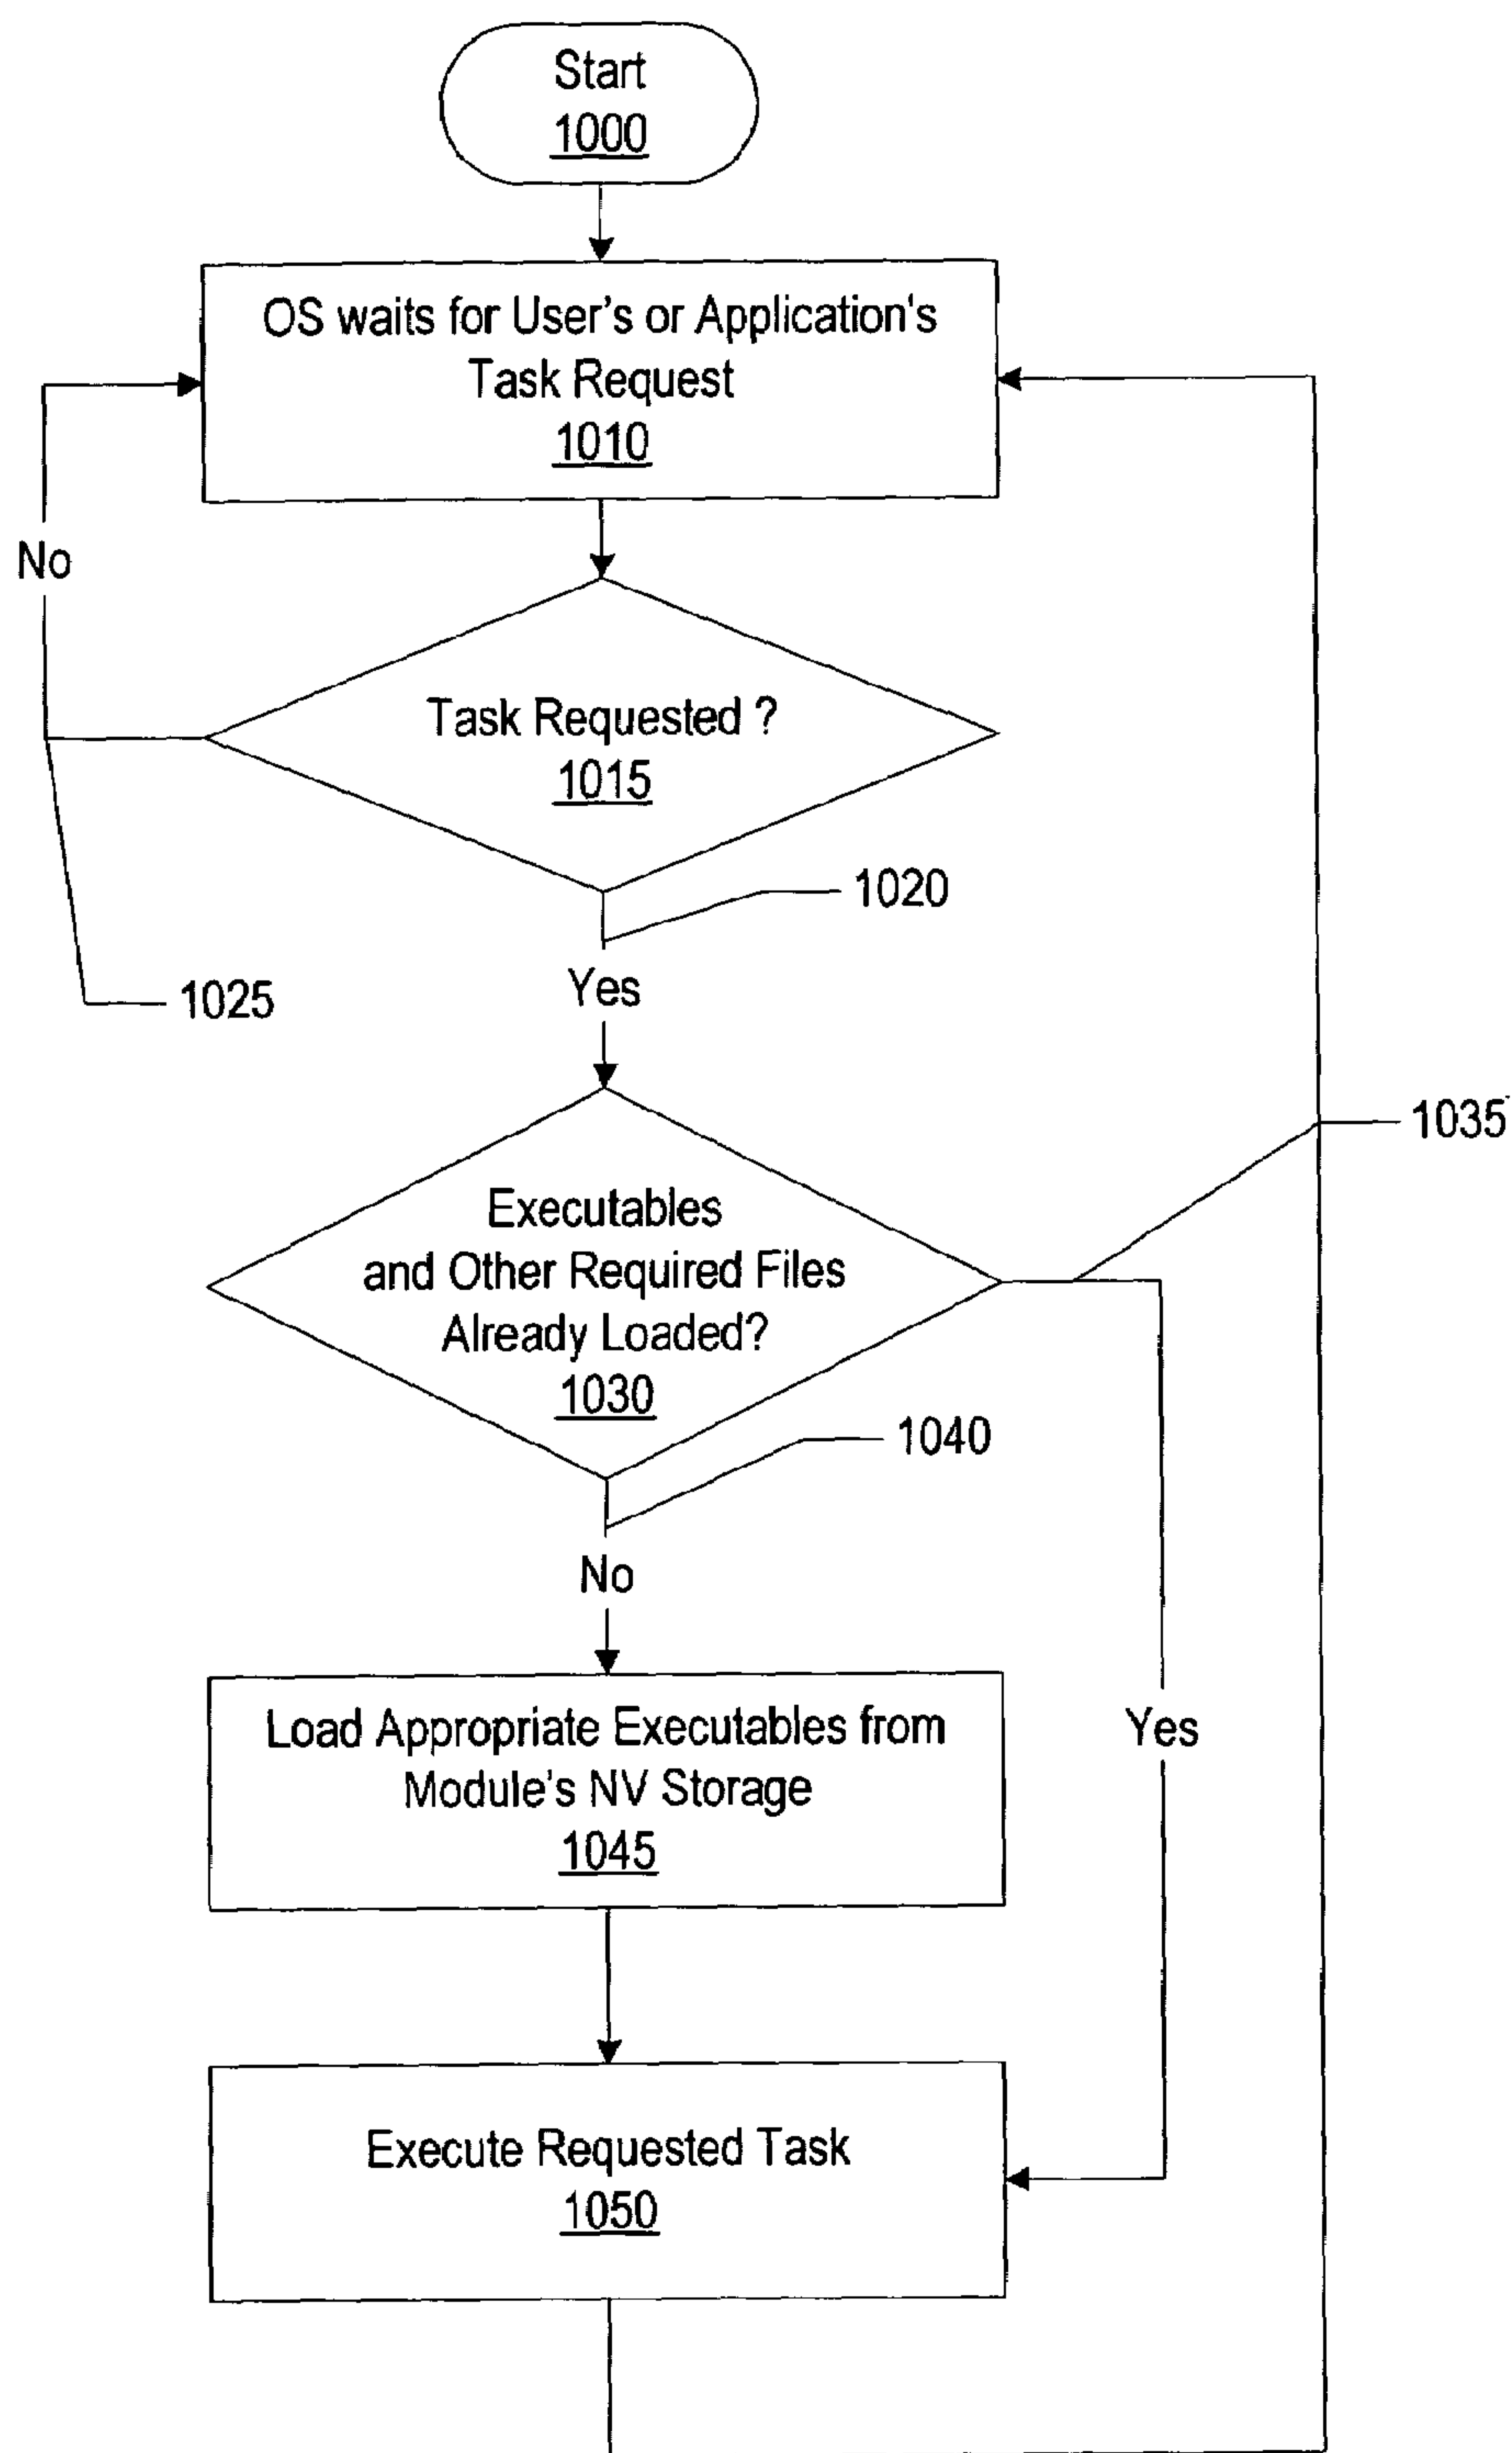 Start
1000
OS waits for User's or Application's
Task Request
1010
No
Task Requested ?
1015
1020
1025
Yes
1035
Executables
and Other Required Files
Already Loaded?
1030
1040
No
Load Appropriate Executables from
Module's NV Storage
1045
Yes
Execute Requested Task
1050